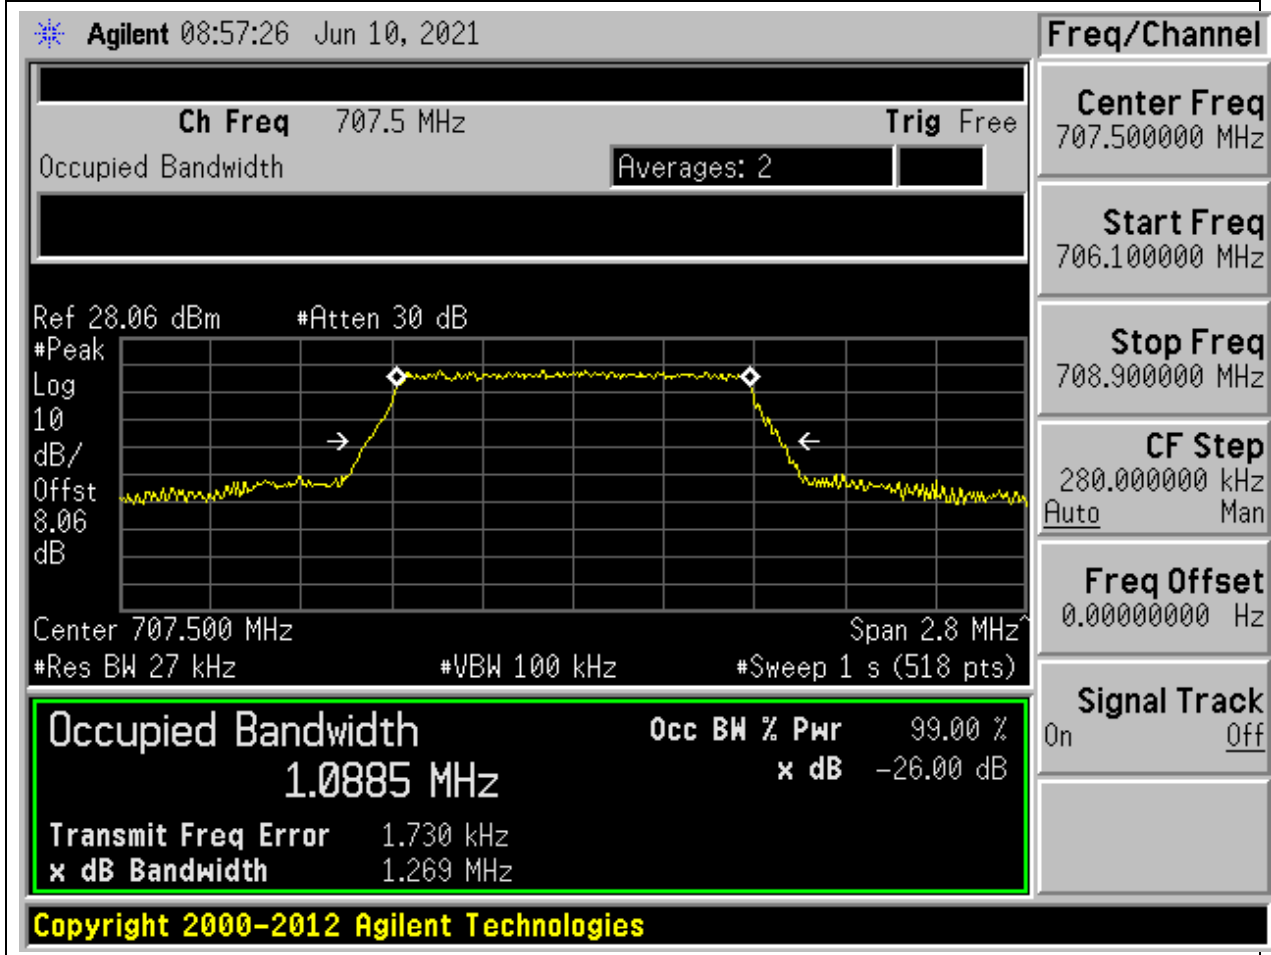 Agilent 08:57:26 Jun 10, 2021
Freq/Channel
Ch Freq 707.5 MHz Trig Free
Occupied Bandwidth Averages: 2
Center Freq
707.500000 MHz
Start Freq
706.100000 MHz
Stop Freq
708.900000 MHz
CF Step
280.000000 kHz
Auto Man
Freq Offset
0.00000000 Hz
Signal Track
On Off
Ref 28.06 dBm #Atten 30 dB
#Peak
Log
10
dB/
Offst
8.06
dB
Center 707.500 MHz Span 2.8 MHz^
#Res BW 27 kHz #VBW 100 kHz #Sweep 1 s (518 pts)
Occupied Bandwidth Occ BW % Pwr 99.00 %
1.0885 MHz x dB -26.00 dB
Transmit Freq Error 1.730 kHz
x dB Bandwidth 1.269 MHz
Copyright 2000-2012 Agilent Technologies